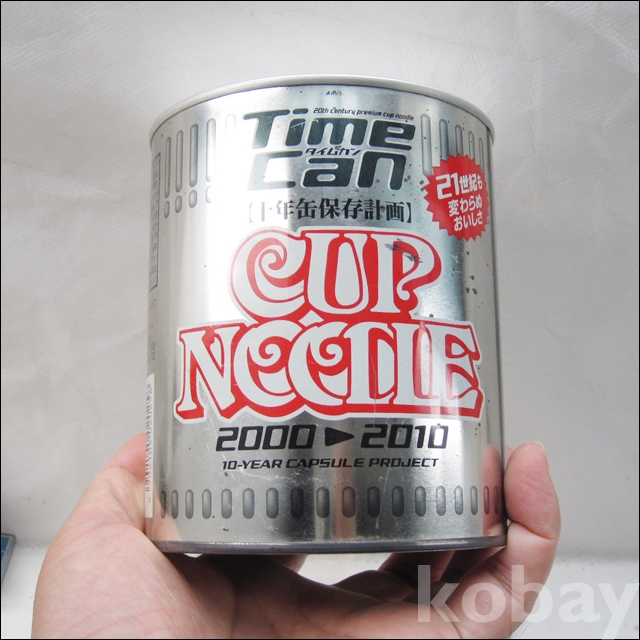 20th Century premium cup noodle
Time
タイムカン
Can
【十年缶保存計画】
21世紀も
変わらぬ
おいしさ
CUP
NOODLE
2000▶2010
10-YEAR CAPSULE PROJECT
kobay